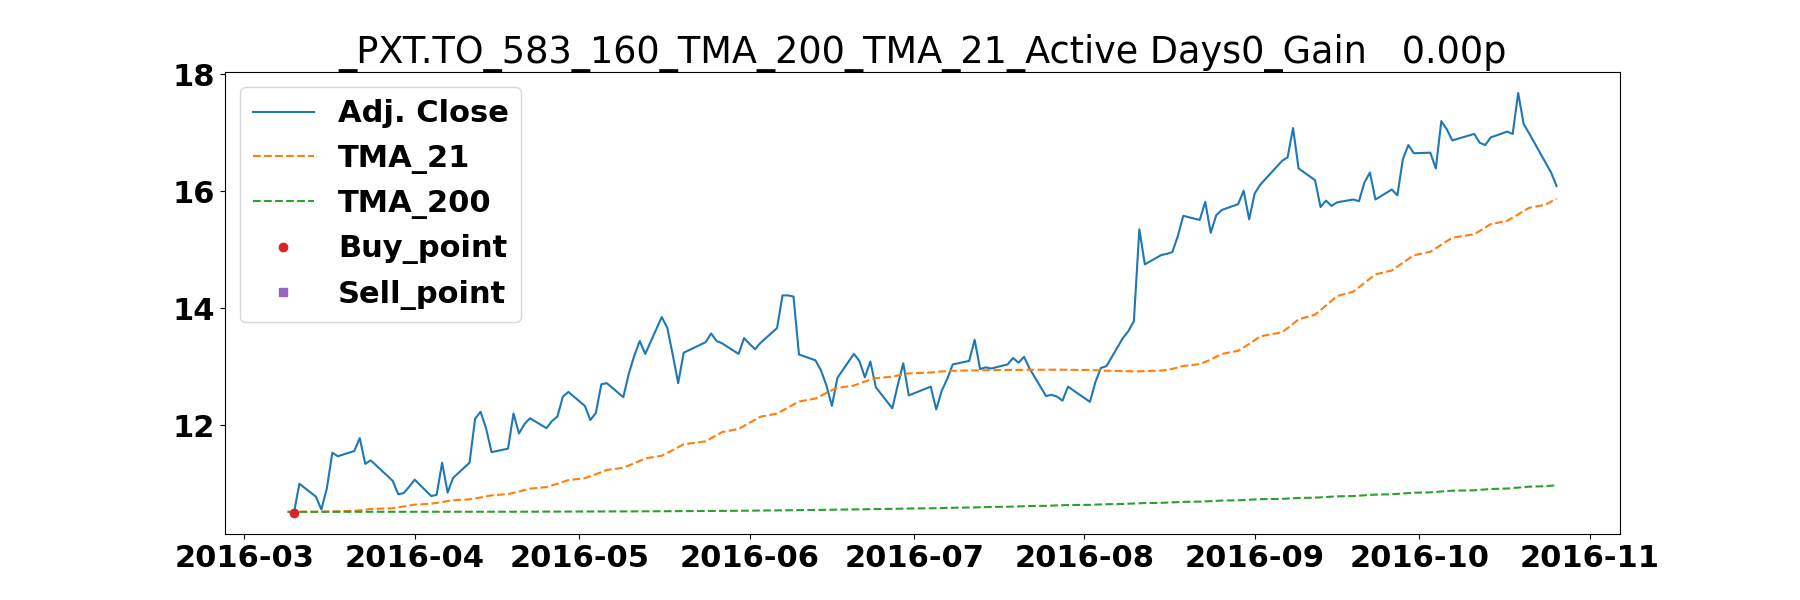 _PXT.TO_583_160_TMA_200_TMA_21_Active Days0_Gain   0.00p
18
16
14
12
Adj. Close
TMA_21
TMA_200
Buy_point
Sell_point
2016-03 2016-04 2016-05 2016-06 2016-07 2016-08 2016-09 2016-10 2016-11